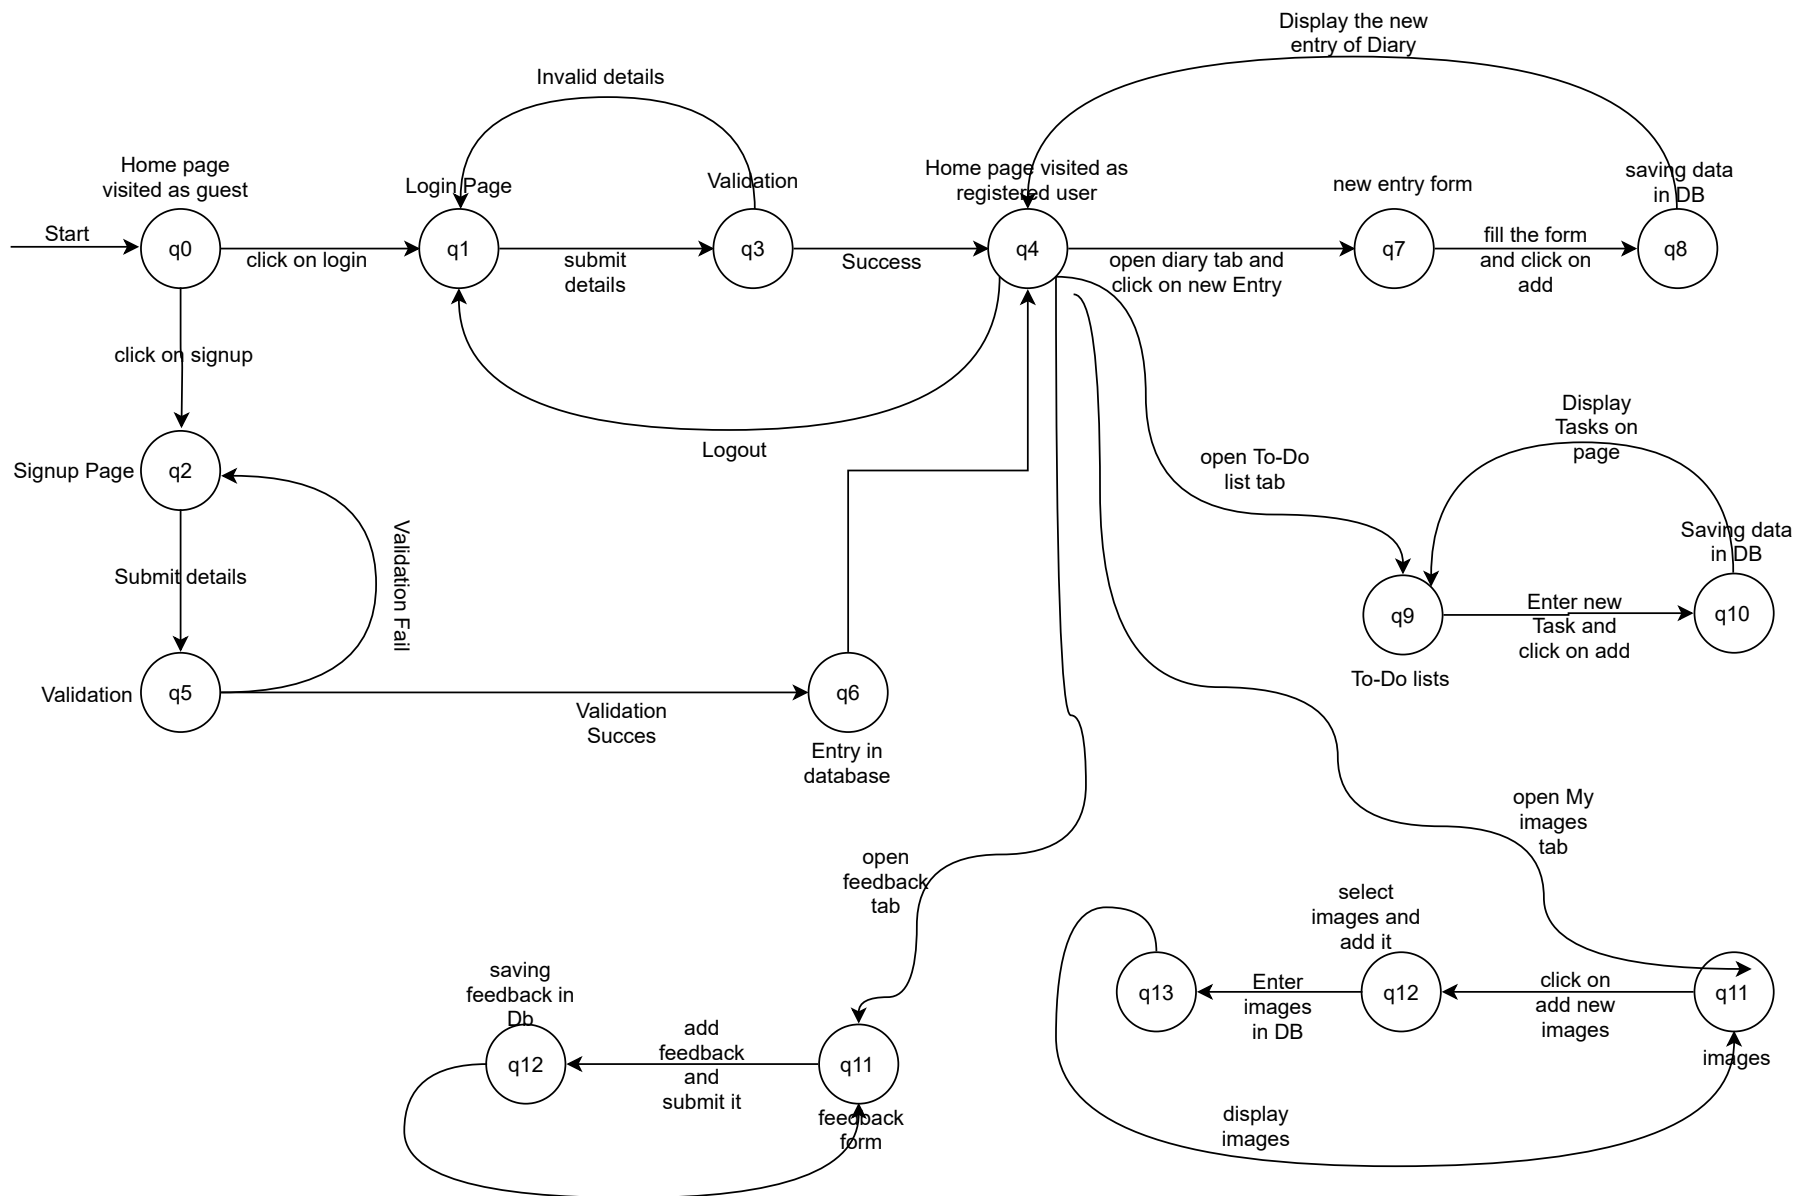 Display the new
entry of Diary
Invalid details
Home page
visited as guest
Login Page
Validation
Home page visited as
registered user
new entry form
saving data
in DB
Start
q0
click on login
q1
submit
details
q3
Success
q4
open diary tab and
click on new Entry
q7
fill the form
and click on
add
q8
click on signup
Logout
Signup Page
q2
Validation Fail
Submit details
open To-Do
list tab
Display
Tasks on
page
Saving data
in DB
q9
Enter new
Task and
click on add
q10
To-Do lists
Validation
q5
Validation
Succes
q6
Entry in
database
open My
images
tab
open
feedback
tab
select
images and
add it
q13
Enter
images
in DB
q12
click on
add new
images
q11
images
saving
feedback in
Db
q12
add
feedback
and
submit it
q11
feedback
form
display
images